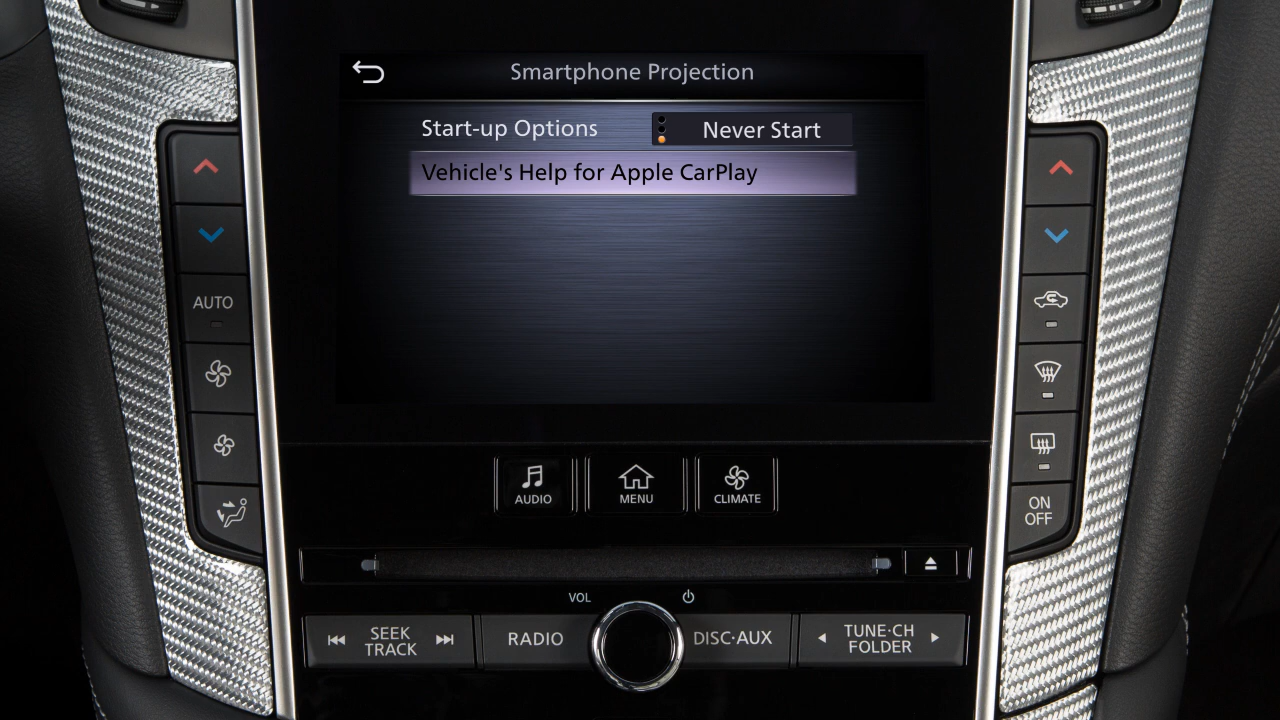 Smartphone Projection
Start-up Options
Never Start
Vehicle's Help for Apple CarPlay
AUTO
ON
OFF
AUDIO
MENU
CLIMATE
VOL
SEEK
TRACK
RADIO
DISC·AUX
TUNE·CH
FOLDER